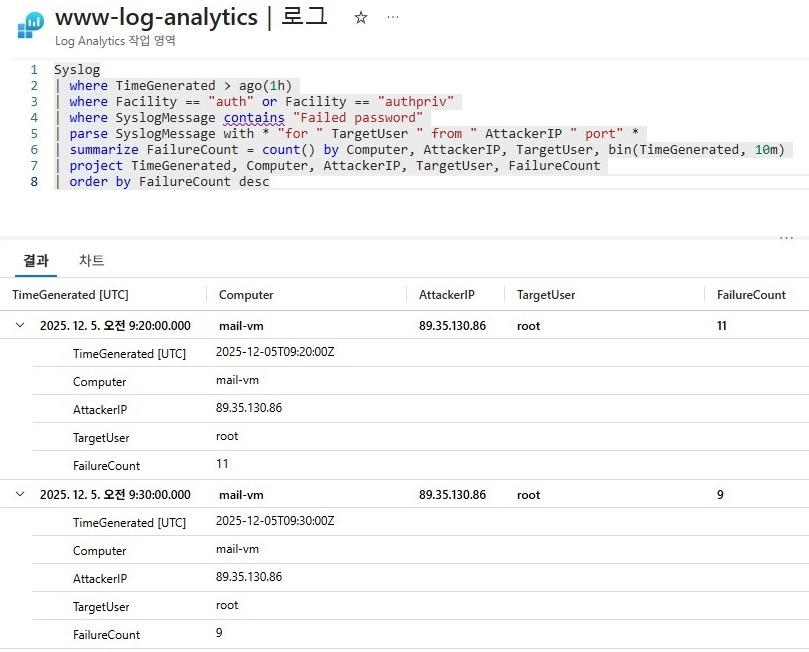 www-log-analytics | 로그 ☆ ···
Log Analytics 작업 영역
1 Syslog
2 | where TimeGenerated > ago(1h)
3 | where Facility == "auth" or Facility == "authpriv"
4 | where SyslogMessage contains "Failed password"
5 | parse SyslogMessage with * "for " TargetUser " from " AttackerIP " port" *
6 | summarize FailureCount = count() by Computer, AttackerIP, TargetUser, bin(TimeGenerated, 10m)
7 | project TimeGenerated, Computer, AttackerIP, TargetUser, FailureCount
8 | order by FailureCount desc
···
결과 차트
TimeGenerated [UTC] Computer AttackerIP TargetUser FailureCount
2025. 12. 5. 오전 9:20:00.000 mail-vm 89.35.130.86 root 11
TimeGenerated [UTC] 2025-12-05T09:20:00Z
Computer mail-vm
AttackerIP 89.35.130.86
TargetUser root
FailureCount 11
2025. 12. 5. 오전 9:30:00.000 mail-vm 89.35.130.86 root 9
TimeGenerated [UTC] 2025-12-05T09:30:00Z
Computer mail-vm
AttackerIP 89.35.130.86
TargetUser root
FailureCount 9